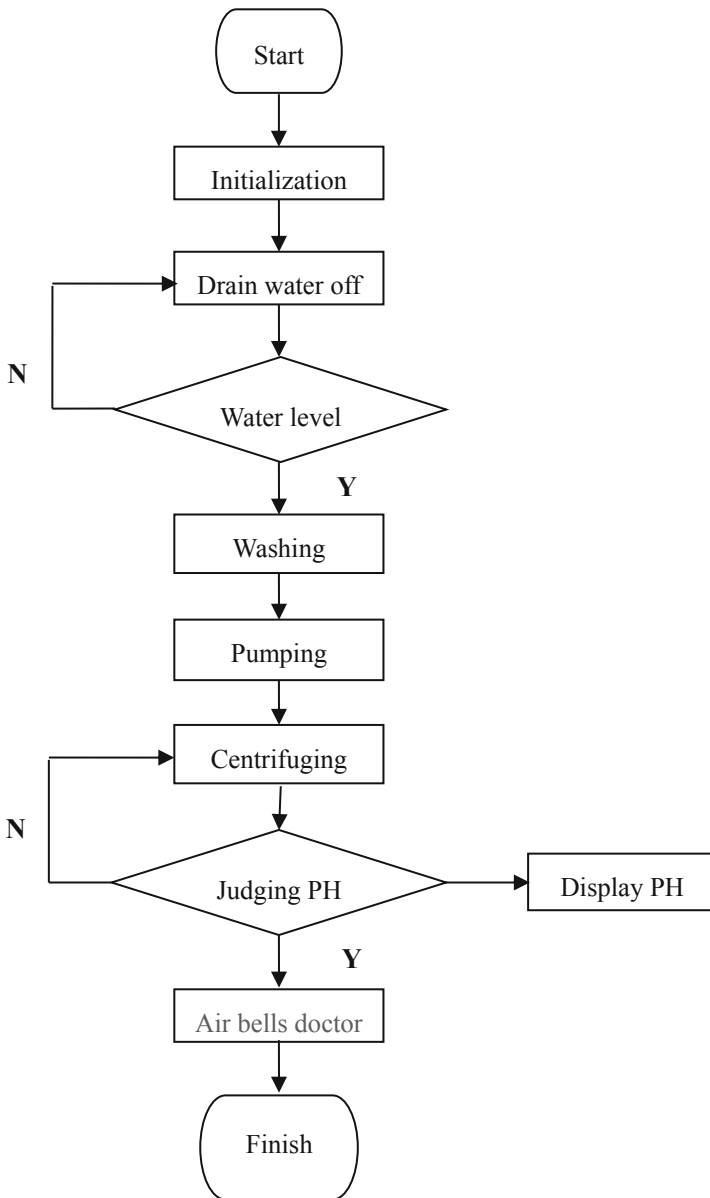 Start
Initialization
Drain water off
N
Water level
Y
Washing
Pumping
Centrifuging
N
Judging PH
Display PH
Y
Air bells doctor
Finish